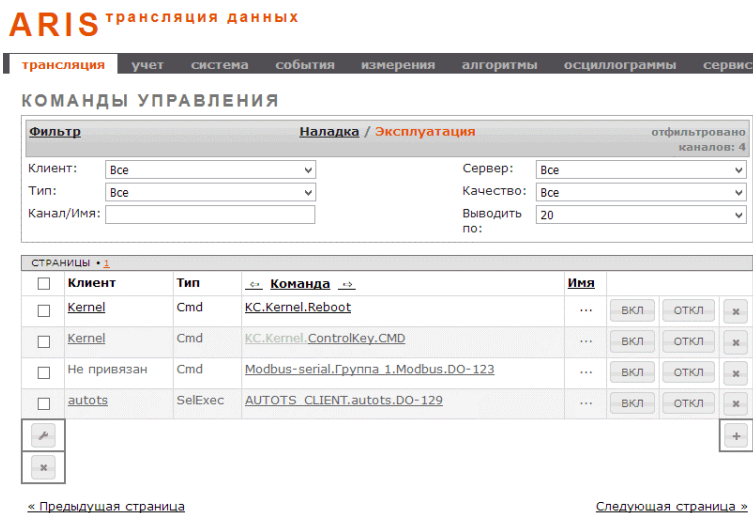 ARIS трансляция данных
трансляция учет система события измерения алгоритмы осциллограммы сервис
КОМАНДЫ УПРАВЛЕНИЯ
Фильтр Наладка / Эксплуатация отфильтровано
каналов: 4
Клиент: Все Сервер: Все
Тип: Все Качество: Все
Канал/Имя: Выводить 20
по:
СТРАНИЦЫ • 1
Клиент Тип ⇦ Команда ⇨ Имя
Kernel Cmd KC.Kernel.Reboot ... ВКЛ ОТКЛ
Kernel Cmd KC.Kernel.ControlKey.CMD ... ВКЛ ОТКЛ
Не привязан Cmd Modbus-serial.Группа 1.Modbus.DO-123 ... ВКЛ ОТКЛ
autots SelExec AUTOTS_CLIENT.autots.DO-129 ... ВКЛ ОТКЛ
« Предыдущая страница Следующая страница »